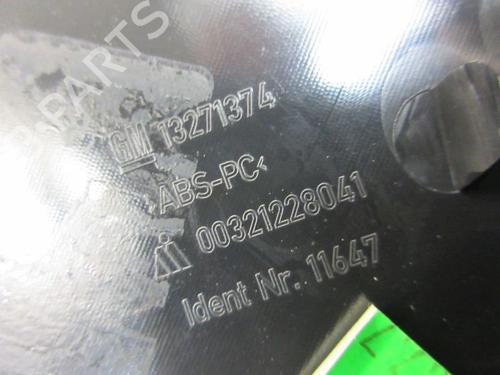 PARTS
GM 13271374
ABS-PC<
00321228041
Ident Nr. 11647